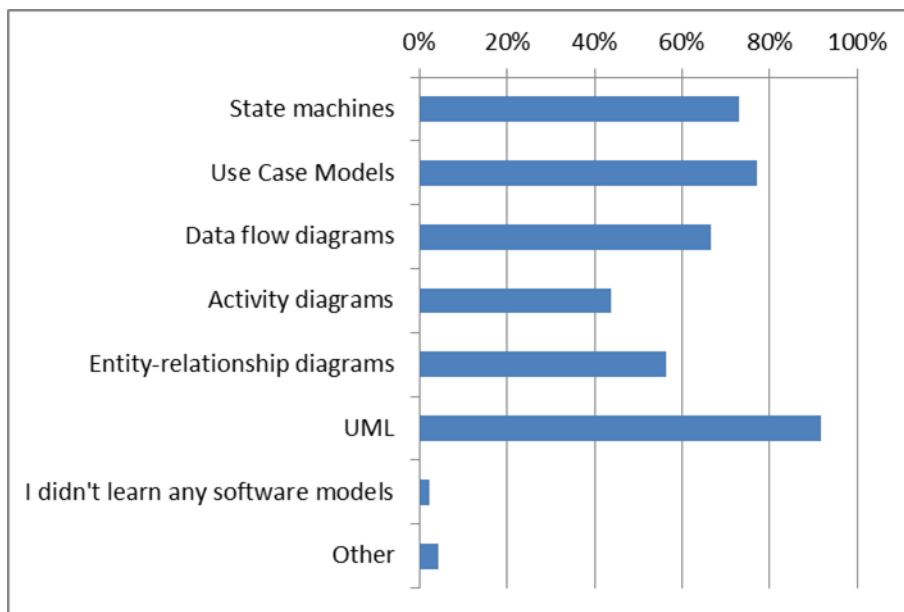 0% 20% 40% 60% 80% 100%
State machines
Use Case Models
Data flow diagrams
Activity diagrams
Entity-relationship diagrams
UML
I didn't learn any software models
Other